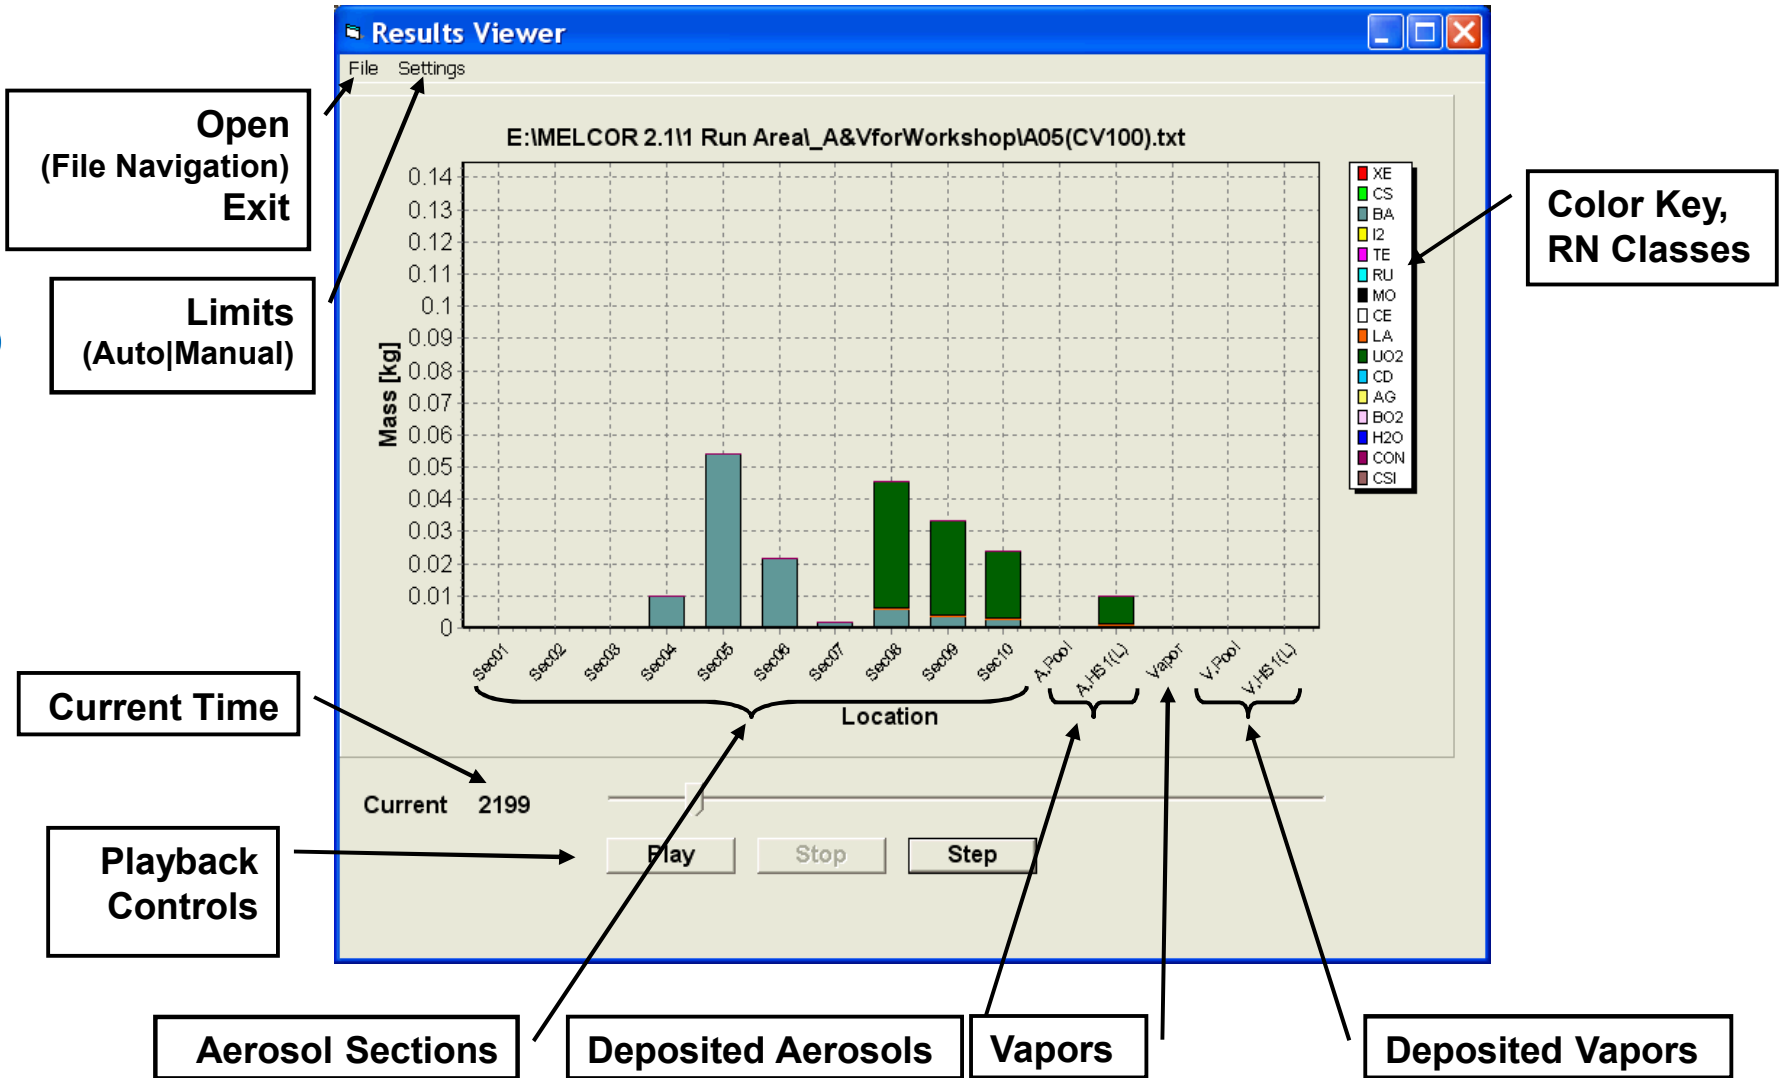 Results Viewer
File Settings
Open
(File Navigation)
Exit
Limits
(Auto|Manual)
E:\MELCOR 2.1\1 Run Area\_A&VforWorkshop\A05(CV100).txt
Mass [kg]
0.14
0.13
0.12
0.11
0.1
0.09
0.08
0.07
0.06
0.05
0.04
0.03
0.02
0.01
0
Sec01 Sec02 Sec03 Sec04 Sec05 Sec06 Sec07 Sec08 Sec09 Sec10 A,Pool A,HS1(L) Vapor V,Pool V,HS1(L)
Location
XE
CS
BA
I2
TE
RU
MO
CE
LA
UO2
CD
AG
BO2
H2O
CON
CSI
Color Key,
RN Classes
Current Time
Current 2199
Playback
Controls
Play Stop Step
Aerosol Sections
Deposited Aerosols
Vapors
Deposited Vapors